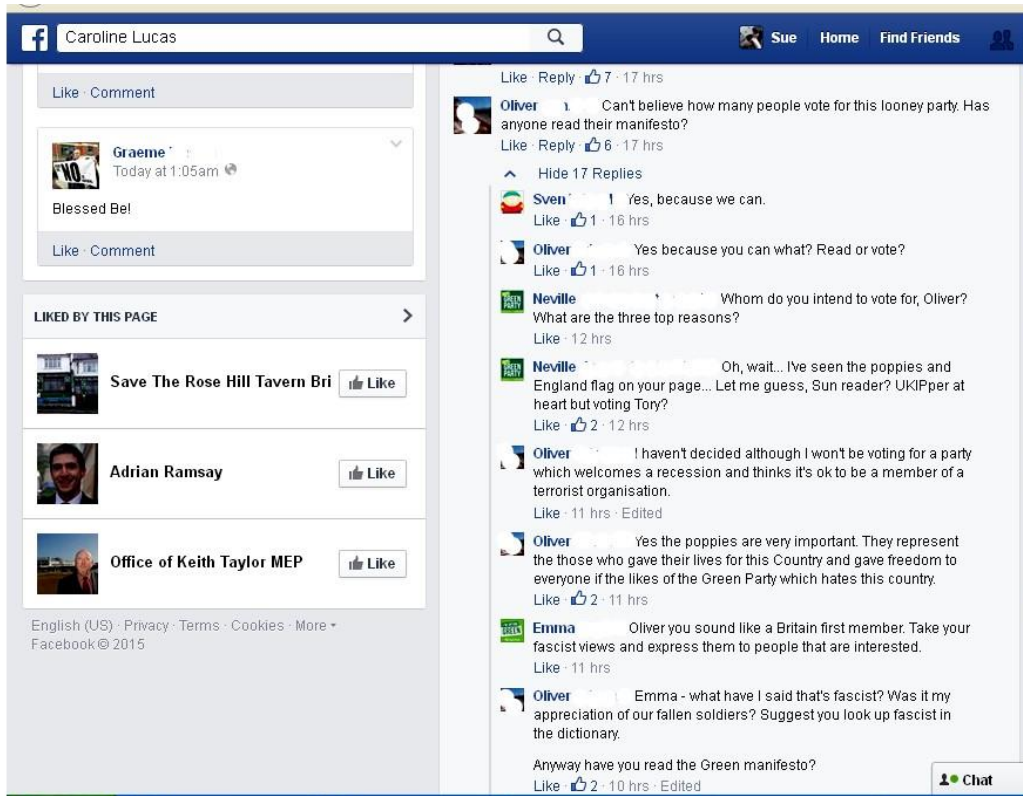 Caroline Lucas
Sue Home Find Friends
Like · Comment
Graeme
Today at 1:05am
Blessed Be!
Like · Comment
LIKED BY THIS PAGE
Save The Rose Hill Tavern Bri
Like
Adrian Ramsay
Like
Office of Keith Taylor MEP
Like
English (US) · Privacy · Terms · Cookies · More
Facebook © 2015
Like · Reply · 7 · 17 hrs
Oliver Can't believe how many people vote for this looney party. Has
anyone read their manifesto?
Like · Reply · 6 · 17 hrs
Hide 17 Replies
Sven Yes, because we can.
Like · 1 · 16 hrs
Oliver Yes because you can what? Read or vote?
Like · 1 · 16 hrs
GREEN PARTY
Neville Whom do you intend to vote for, Oliver?
What are the three top reasons?
Like · 12 hrs
GREEN PARTY
Neville Oh, wait... I've seen the poppies and
England flag on your page... Let me guess, Sun reader? UKIPper at
heart but voting Tory?
Like · 2 · 12 hrs
Oliver I haven't decided although I won't be voting for a party
which welcomes a recession and thinks it's ok to be a member of a
terrorist organisation.
Like · 11 hrs · Edited
Oliver Yes the poppies are very important. They represent
the those who gave their lives for this Country and gave freedom to
everyone if the likes of the Green Party which hates this country.
Like · 2 · 11 hrs
Emma Oliver you sound like a Britain first member. Take your
fascist views and express them to people that are interested.
Like · 11 hrs
Oliver Emma - what have I said that's fascist? Was it my
appreciation of our fallen soldiers? Suggest you look up fascist in
the dictionary.
Anyway have you read the Green manifesto?
Like · 2 · 10 hrs · Edited
Chat